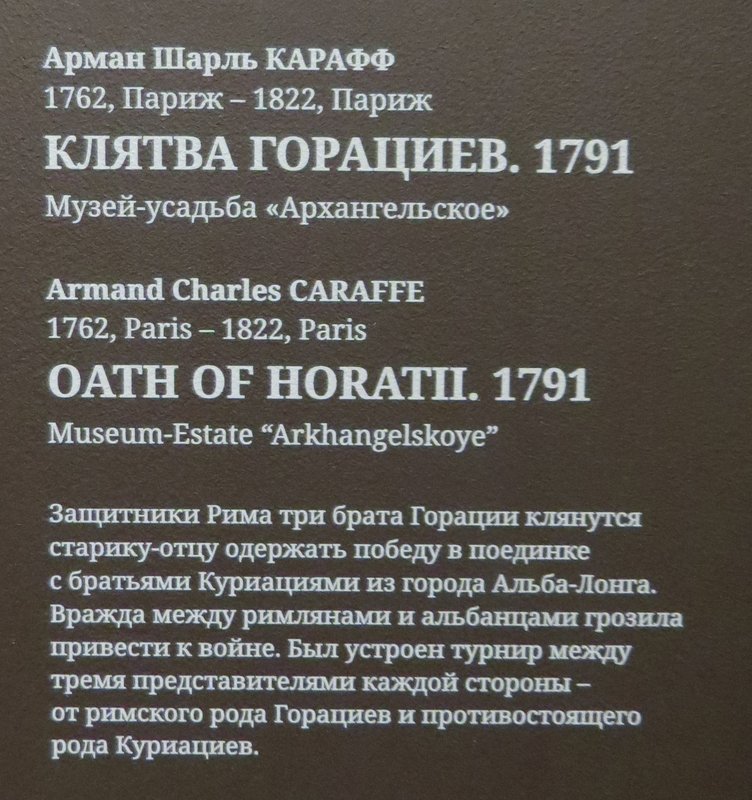 Арман Шарль КАРАФФ
1762, Париж – 1822, Париж
КЛЯТВА ГОРАЦИЕВ. 1791
Музей-усадьба «Архангельское»
Armand Charles CARAFFE
1762, Paris – 1822, Paris
OATH OF HORATII. 1791
Museum-Estate “Arkhangelskoye”
Защитники Рима три брата Горации клянутся
старику-отцу одержать победу в поединке
с братьями Куриациями из города Альба-Лонга.
Вражда между римлянами и альбанцами грозила
привести к войне. Был устроен турнир между
тремя представителями каждой стороны –
от римского рода Горациев и противостоящего
рода Куриациев.